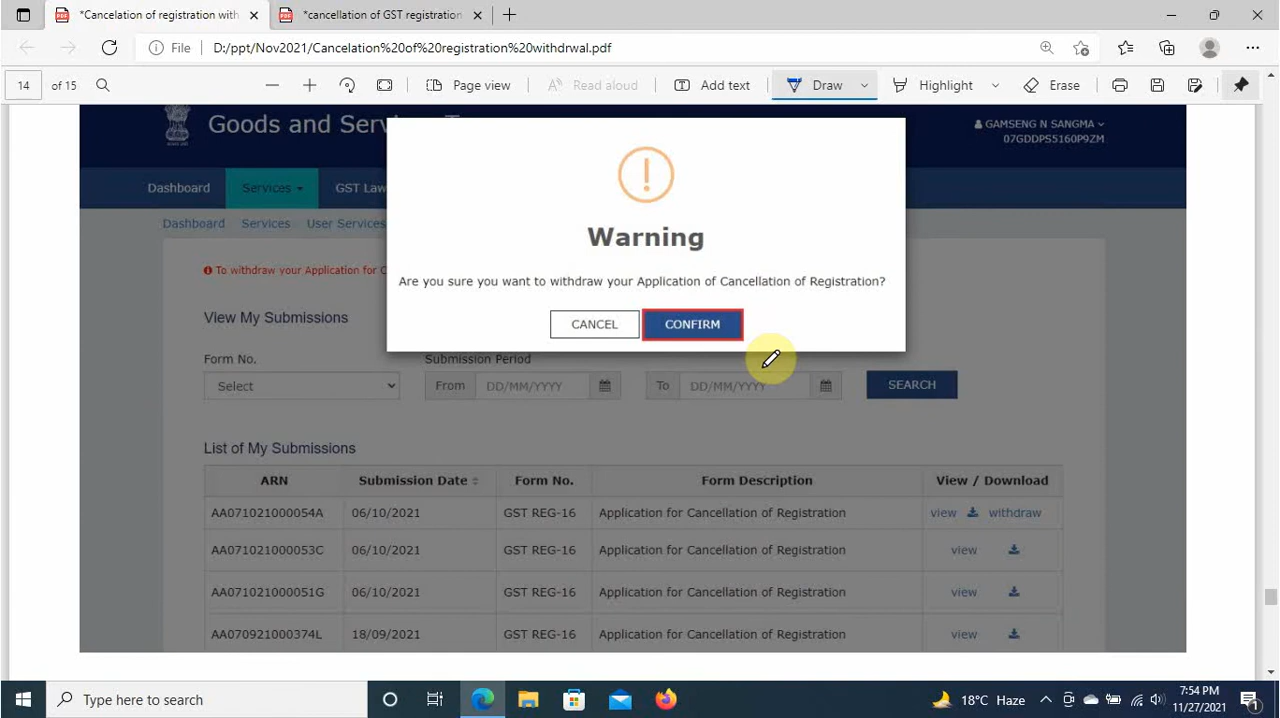 *Cancelation of registration with
*cancellation of GST registration
File
D:/ppt/Nov2021/Cancelation%20of%20registration%20withdrwal.pdf
14 of 15
Page view
Read aloud
Add text
Draw
Highlight
Erase
Goods and Serv
GAMSENG N SANGMA
07GDDPS5160P9ZM
Dashboard
Services
GST Law
Dashboard Services User Services
To withdraw your Application for C
Warning
Are you sure you want to withdraw your Application of Cancellation of Registration?
CANCEL
CONFIRM
View My Submissions
Form No.
Submission Period
Select
From DD/MM/YYYY
To DD/MM/YYYY
SEARCH
List of My Submissions
ARN Submission Date Form No. Form Description View / Download
AA071021000054A 06/10/2021 GST REG-16 Application for Cancellation of Registration view withdraw
AA071021000053C 06/10/2021 GST REG-16 Application for Cancellation of Registration view
AA071021000051G 06/10/2021 GST REG-16 Application for Cancellation of Registration view
AA070921000374L 18/09/2021 GST REG-16 Application for Cancellation of Registration view
Type here to search
18°C Haze
7:54 PM
11/27/2021
1